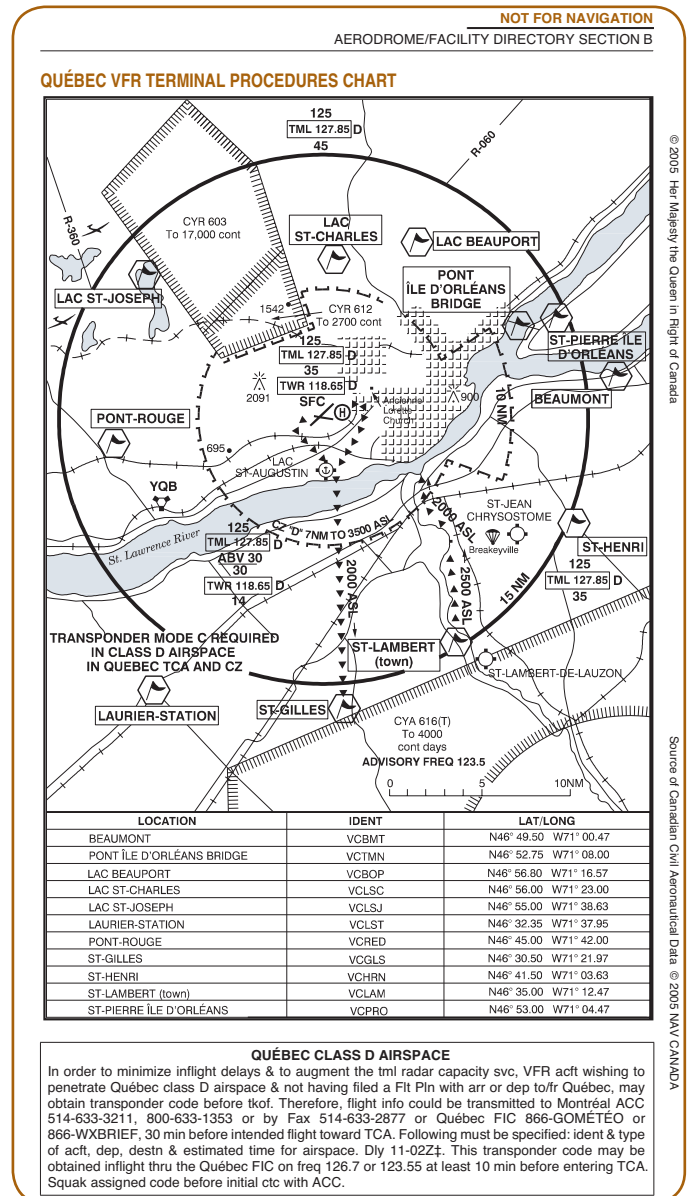 NOT FOR NAVIGATION
AERODROME/FACILITY DIRECTORY SECTION B
QUÉBEC VFR TERMINAL PROCEDURES CHART
125
TML 127.85 D
45
R-060
R-360
CYR 603
To 17,000 cont
LAC
ST-CHARLES
LAC BEAUPORT
PONT
ÎLE D'ORLÉANS
BRIDGE
LAC ST-JOSEPH
1542
CYR 612
To 2700 cont
ST-PIERRE ÎLE
D'ORLÉANS
125
TML 127.85 D
35
TWR 118.65 D
SFC
H
2091
Ancienne
Lorette
Church
900
10 NM
BEAUMONT
PONT-ROUGE
695
LAC
ST-AUGUSTIN
YQB
St. Lawrence River
125
TML 127.85 D
ABV 30
30
TWR 118.65 D
14
CZ "D" 7NM TO 3500 ASL
2000 ASL
ST-JEAN
CHRYSOSTOME
Breakeyville
ST-HENRI
125
TML 127.85 D
35
2000 ASL
2500 ASL
15 NM
TRANSPONDER MODE C REQUIRED
IN CLASS D AIRSPACE
IN QUEBEC TCA AND CZ
ST-LAMBERT
(town)
ST-LAMBERT-DE-LAUZON
LAURIER-STATION
ST-GILLES
CYA 616(T)
To 4000
cont days
ADVISORY FREQ 123.5
0 5 10NM
LOCATION IDENT LAT/LONG
BEAUMONT VCBMT N46° 49.50 W71° 00.47
PONT ÎLE D'ORLÉANS BRIDGE VCTMN N46° 52.75 W71° 08.00
LAC BEAUPORT VCBOP N46° 56.80 W71° 16.57
LAC ST-CHARLES VCLSC N46° 56.00 W71° 23.00
LAC ST-JOSEPH VCLSJ N46° 55.00 W71° 38.63
LAURIER-STATION VCLST N46° 32.35 W71° 37.95
PONT-ROUGE VCRED N46° 45.00 W71° 42.00
ST-GILLES VCGLS N46° 30.50 W71° 21.97
ST-HENRI VCHRN N46° 41.50 W71° 03.63
ST-LAMBERT (town) VCLAM N46° 35.00 W71° 12.47
ST-PIERRE ÎLE D'ORLÉANS VCPRO N46° 53.00 W71° 04.47
QUÉBEC CLASS D AIRSPACE
In order to minimize inflight delays & to augment the tml radar capacity svc, VFR acft wishing to
penetrate Québec class D airspace & not having filed a Flt Pln with arr or dep to/fr Québec, may
obtain transponder code before tkof. Therefore, flight info could be transmitted to Montréal ACC
514-633-3211, 800-633-1353 or by Fax 514-633-2877 or Québec FIC 866-GOMÉTÉO or
866-WXBRIEF, 30 min before intended flight toward TCA. Following must be specified: ident & type
of acft, dep, destn & estimated time for airspace. Dly 11-02Z‡. This transponder code may be
obtained inflight thru the Québec FIC on freq 126.7 or 123.55 at least 10 min before entering TCA.
Squak assigned code before initial ctc with ACC.
© 2005 Her Majesty the Queen in Right of Canada
Source of Canadian Civil Aeronautical Data © 2005 NAV CANADA